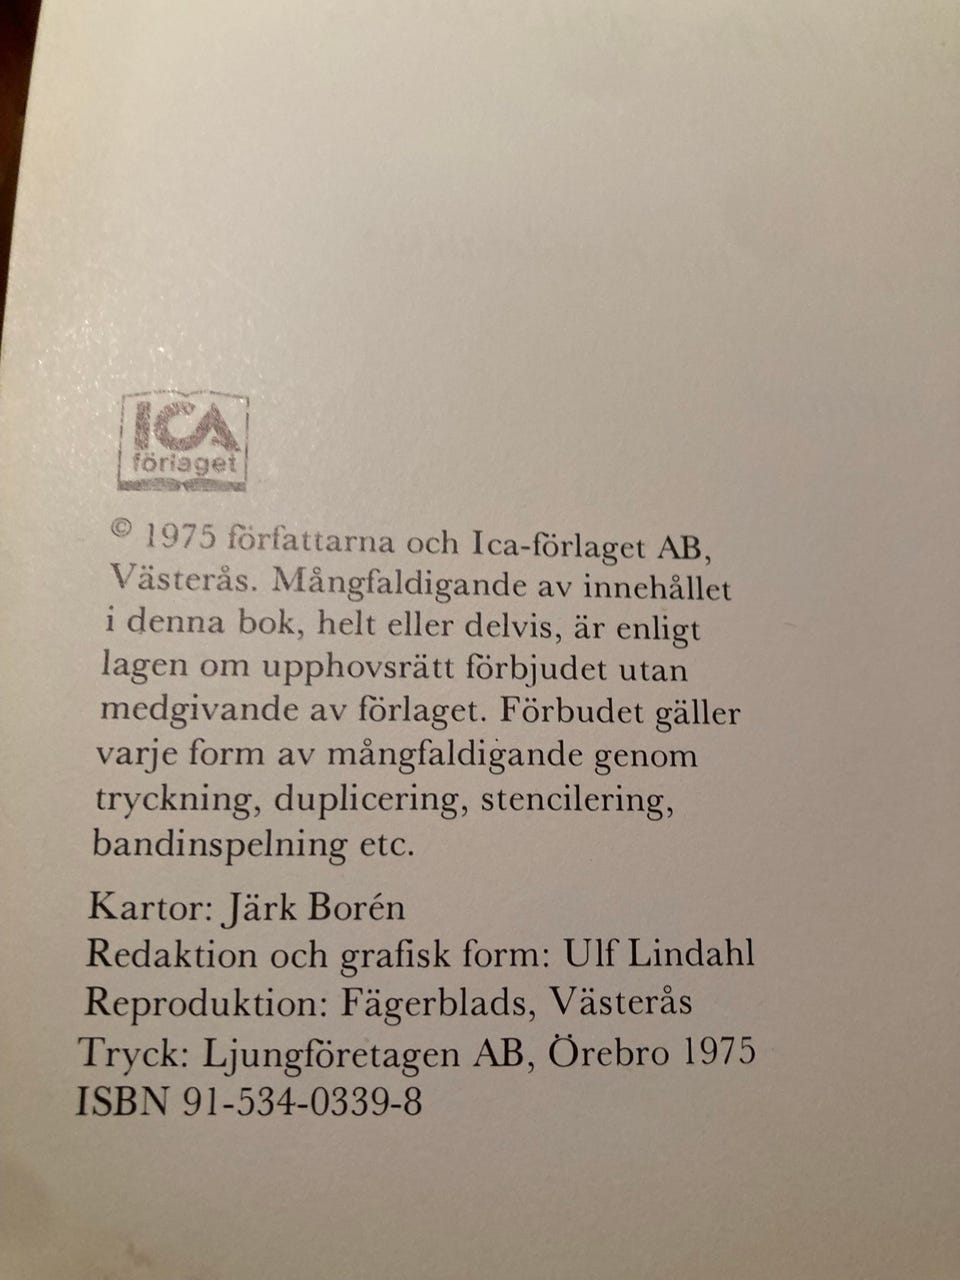 ICA
förlaget
© 1975 författarna och Ica-förlaget AB,
Västerås. Mångfaldigande av innehållet
i denna bok, helt eller delvis, är enligt
lagen om upphovsrätt förbjudet utan
medgivande av förlaget. Förbudet gäller
varje form av mångfaldigande genom
tryckning, duplicering, stencilering,
bandinspelning etc.
Kartor: Järk Borén
Redaktion och grafisk form: Ulf Lindahl
Reproduktion: Fägerblads, Västerås
Tryck: Ljungföretagen AB, Örebro 1975
ISBN 91-534-0339-8